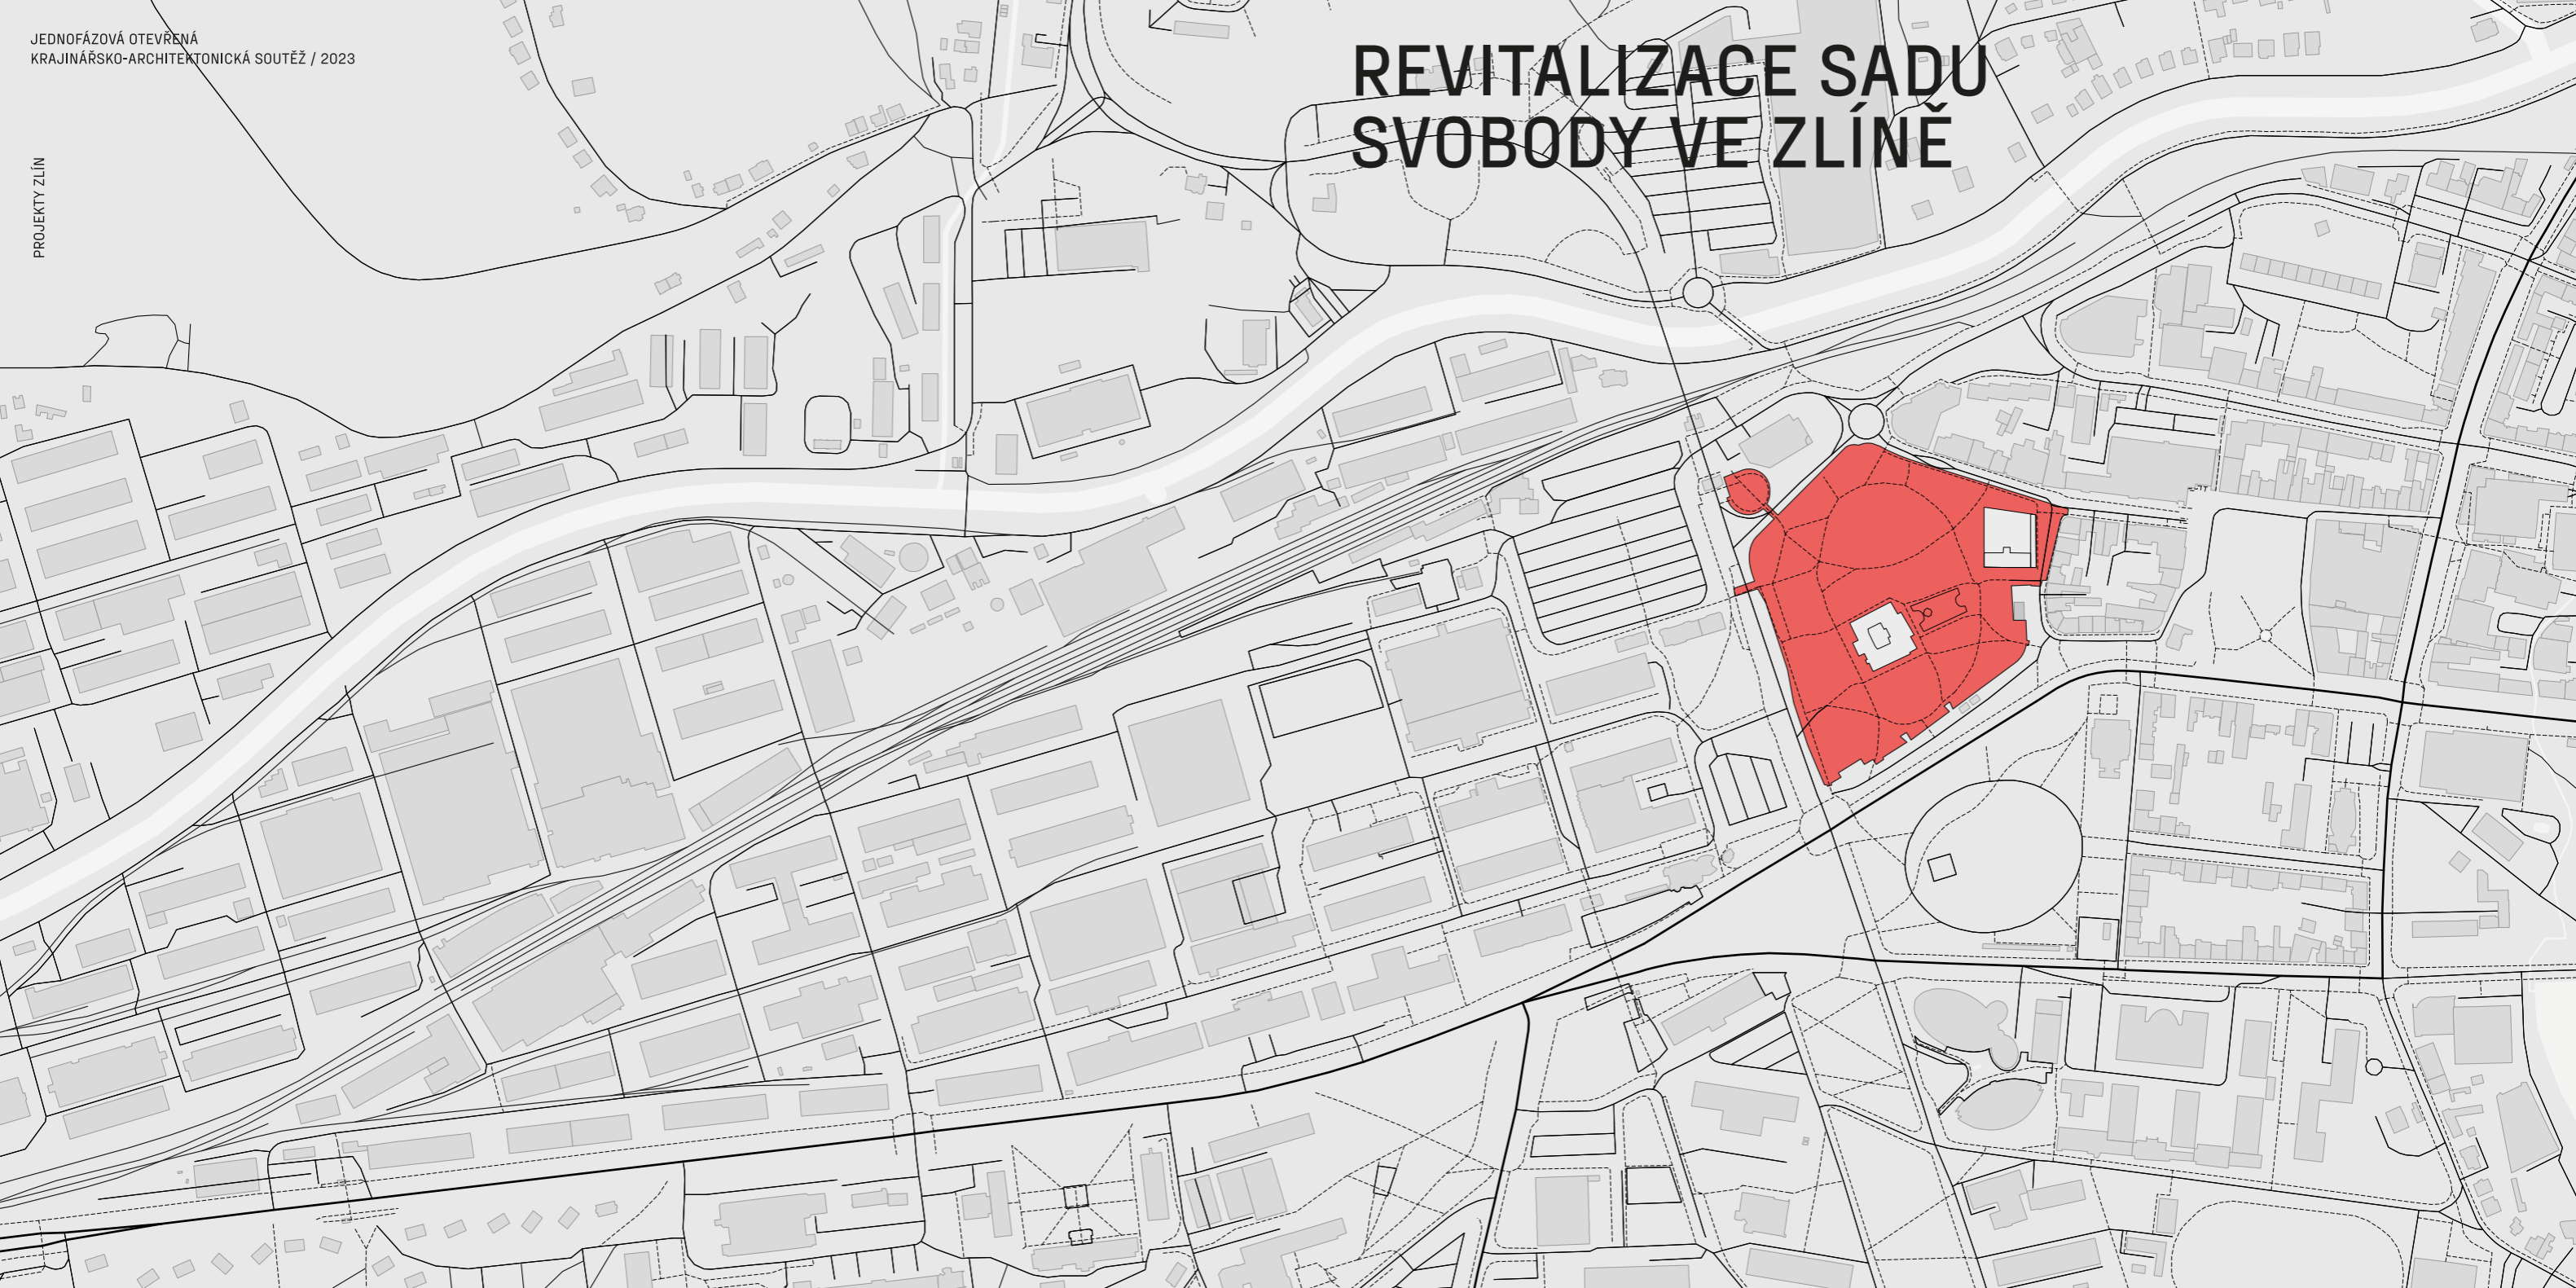 JEDNOFÁZOVÁ OTEVŘENÁ
KRAJINÁŘSKO-ARCHITEKTONICKÁ SOUTĚŽ / 2023
REVITALIZACE SADU
SVOBODY VE ZLÍNĚ
PROJEKTY ZLÍN